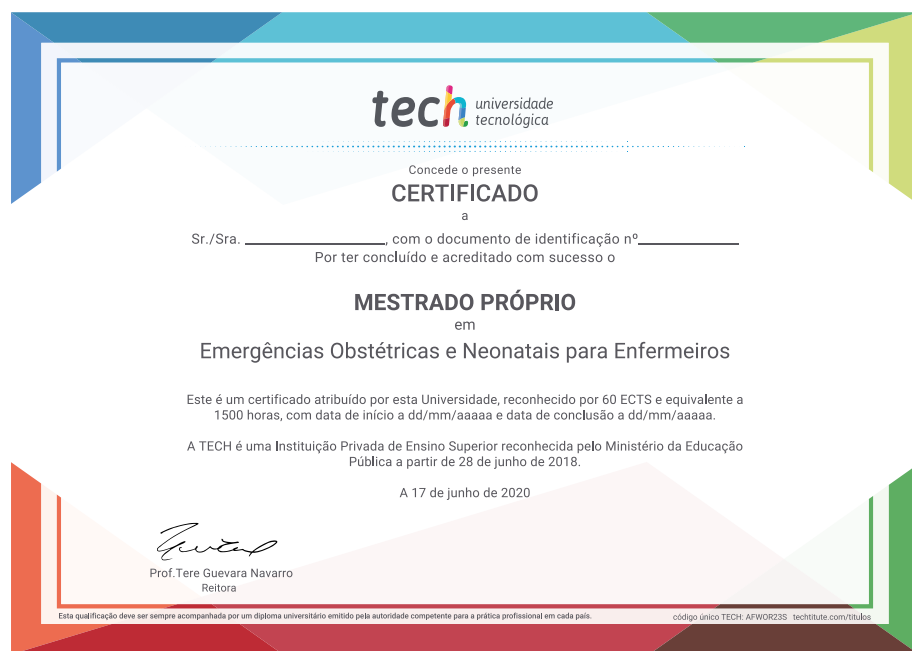 tech universidade
tecnológica
Concede o presente
CERTIFICADO
a
Sr./Sra. ____________________, com o documento de identificação nº______________
Por ter concluído e acreditado com sucesso o
MESTRADO PRÓPRIO
em
Emergências Obstétricas e Neonatais para Enfermeiros
Este é um certificado atribuído por esta Universidade, reconhecido por 60 ECTS e equivalente a
1500 horas, com data de início a dd/mm/aaaaa e data de conclusão a dd/mm/aaaaa.
A TECH é uma Instituição Privada de Ensino Superior reconhecida pelo Ministério da Educação
Pública a partir de 28 de junho de 2018.
A 17 de junho de 2020
Prof.Tere Guevara Navarro
Reitora
Esta qualificação deve ser sempre acompanhada por um diploma universitário emitido pela autoridade competente para a prática profissional em cada país.
código único TECH: AFWOR23S techtitute.com/titulos